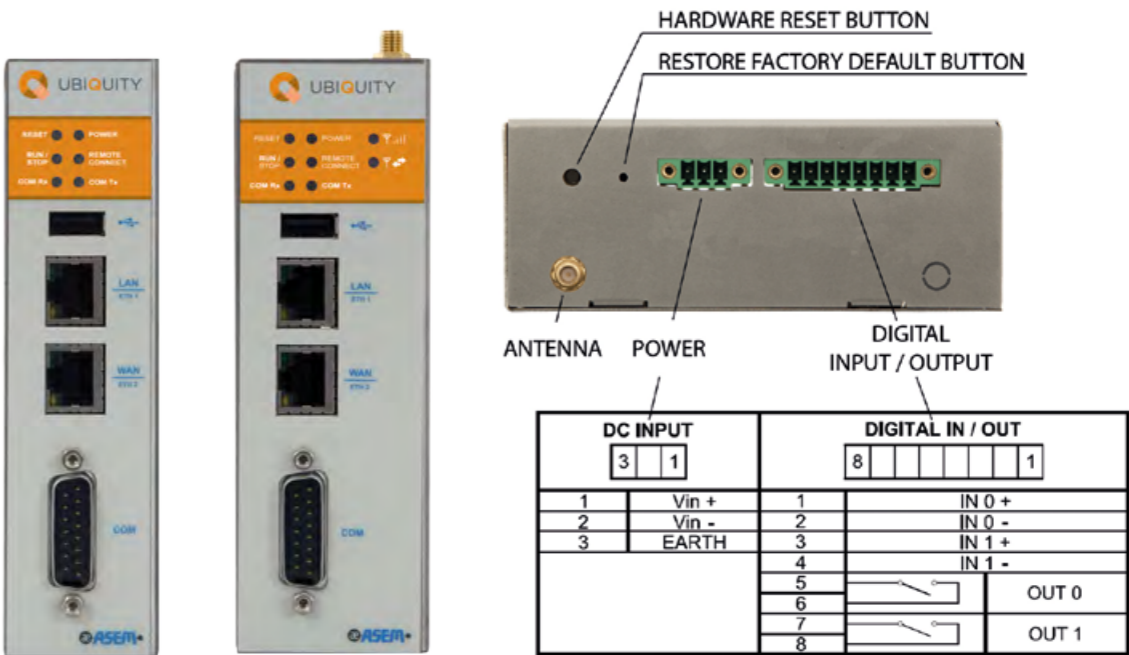 UBIQUITY
RESET POWER
RUN / STOP REMOTE CONNECT
COM Rx COM Tx
LAN
ETH 1
WAN
ETH 2
COM
ASEM
UBIQUITY
RESET POWER
RUN / STOP REMOTE CONNECT
COM Rx COM Tx
LAN
ETH 1
WAN
ETH 2
COM
ASEM
HARDWARE RESET BUTTON
RESTORE FACTORY DEFAULT BUTTON
ANTENNA POWER
DIGITAL
INPUT / OUTPUT
DC INPUT
3 1
1 Vin +
2 Vin -
3 EARTH
DIGITAL IN / OUT
8 1
1 IN 0 +
2 IN 0 -
3 IN 1 +
4 IN 1 -
5
6
OUT 0
7
8
OUT 1